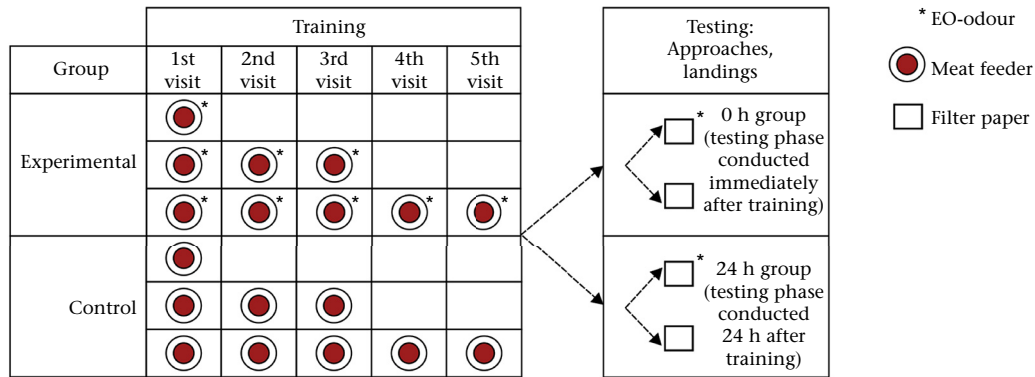 Training
Group
1st visit
2nd visit
3rd visit
4th visit
5th visit
Experimental
*
*
*
*
*
*
*
*
*
Control
Testing:
Approaches,
landings
* 0 h group
(testing phase
conducted
immediately
after training)
* 24 h group
(testing phase
conducted
24 h after
training)
* EO-odour
Meat feeder
Filter paper